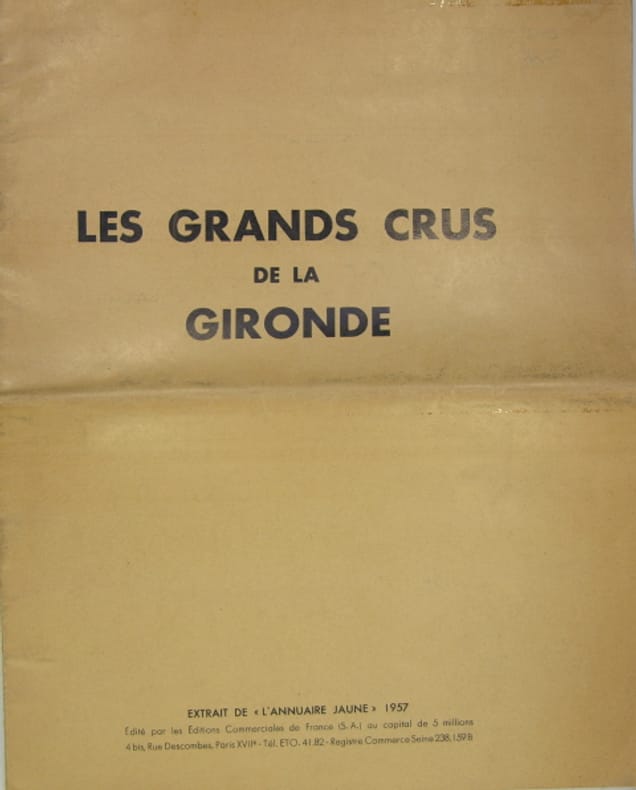 LES GRANDS CRUS
DE LA
GIRONDE
EXTRAIT DE « L'ANNUAIRE JAUNE » 1957
Edité par les Éditions Commerciales de France (S. A.) au capital de 5 millions
4 bis, Rue Descombes, Paris XVIIe - Tél. ETO. 41.82 - Registre Commerce Seine 238.159 B